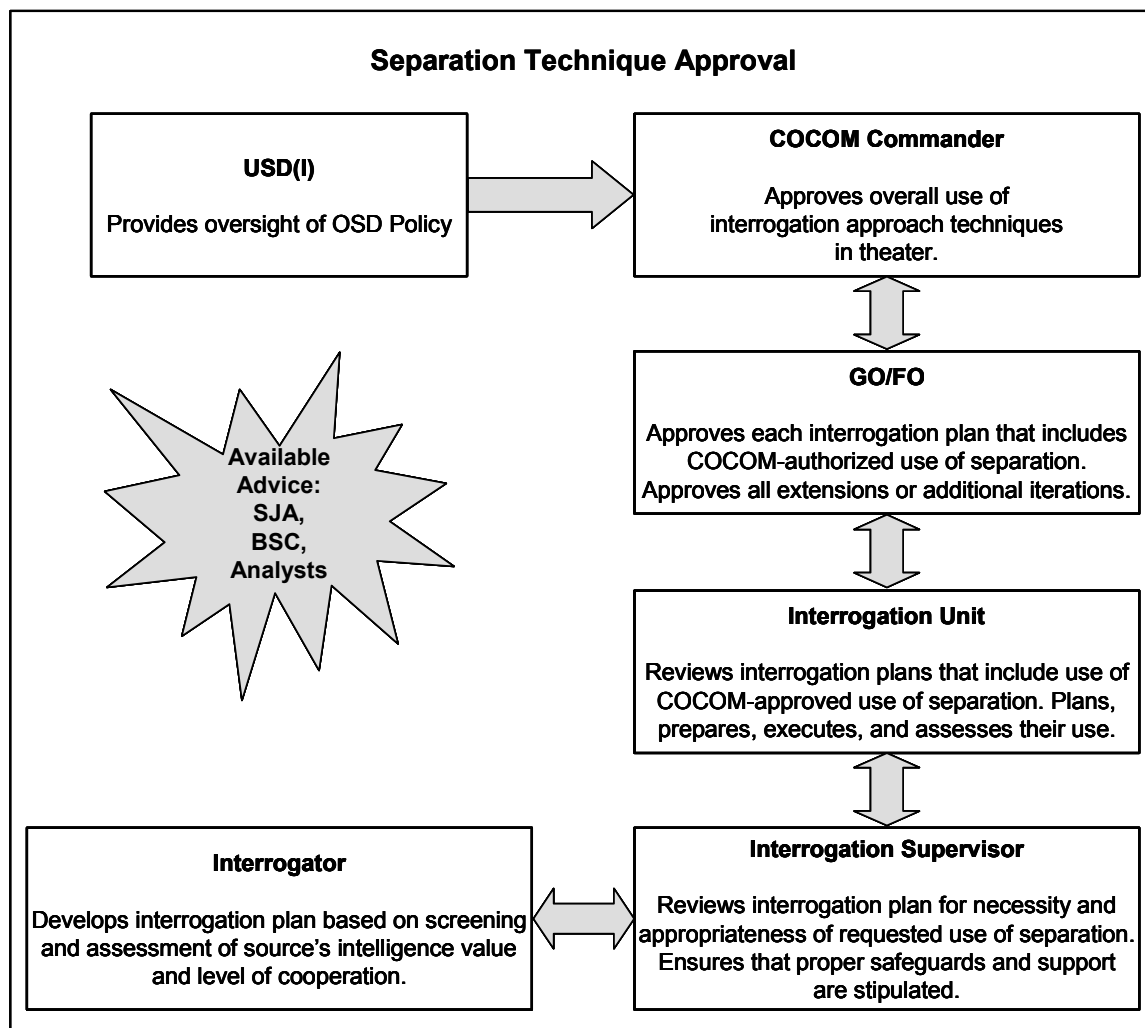 Separation Technique Approval
USD(I)
Provides oversight of OSD Policy
COCOM Commander
Approves overall use of
interrogation approach techniques
in theater.
GO/FO
Approves each interrogation plan that includes
COCOM-authorized use of separation.
Approves all extensions or additional iterations.
Available
Advice:
SJA,
BSC,
Analysts
Interrogation Unit
Reviews interrogation plans that include use of
COCOM-approved use of separation. Plans,
prepares, executes, and assesses their use.
Interrogation Supervisor
Reviews interrogation plan for necessity and
appropriateness of requested use of separation.
Ensures that proper safeguards and support
are stipulated.
Interrogator
Develops interrogation plan based on screening
and assessment of source's intelligence value
and level of cooperation.